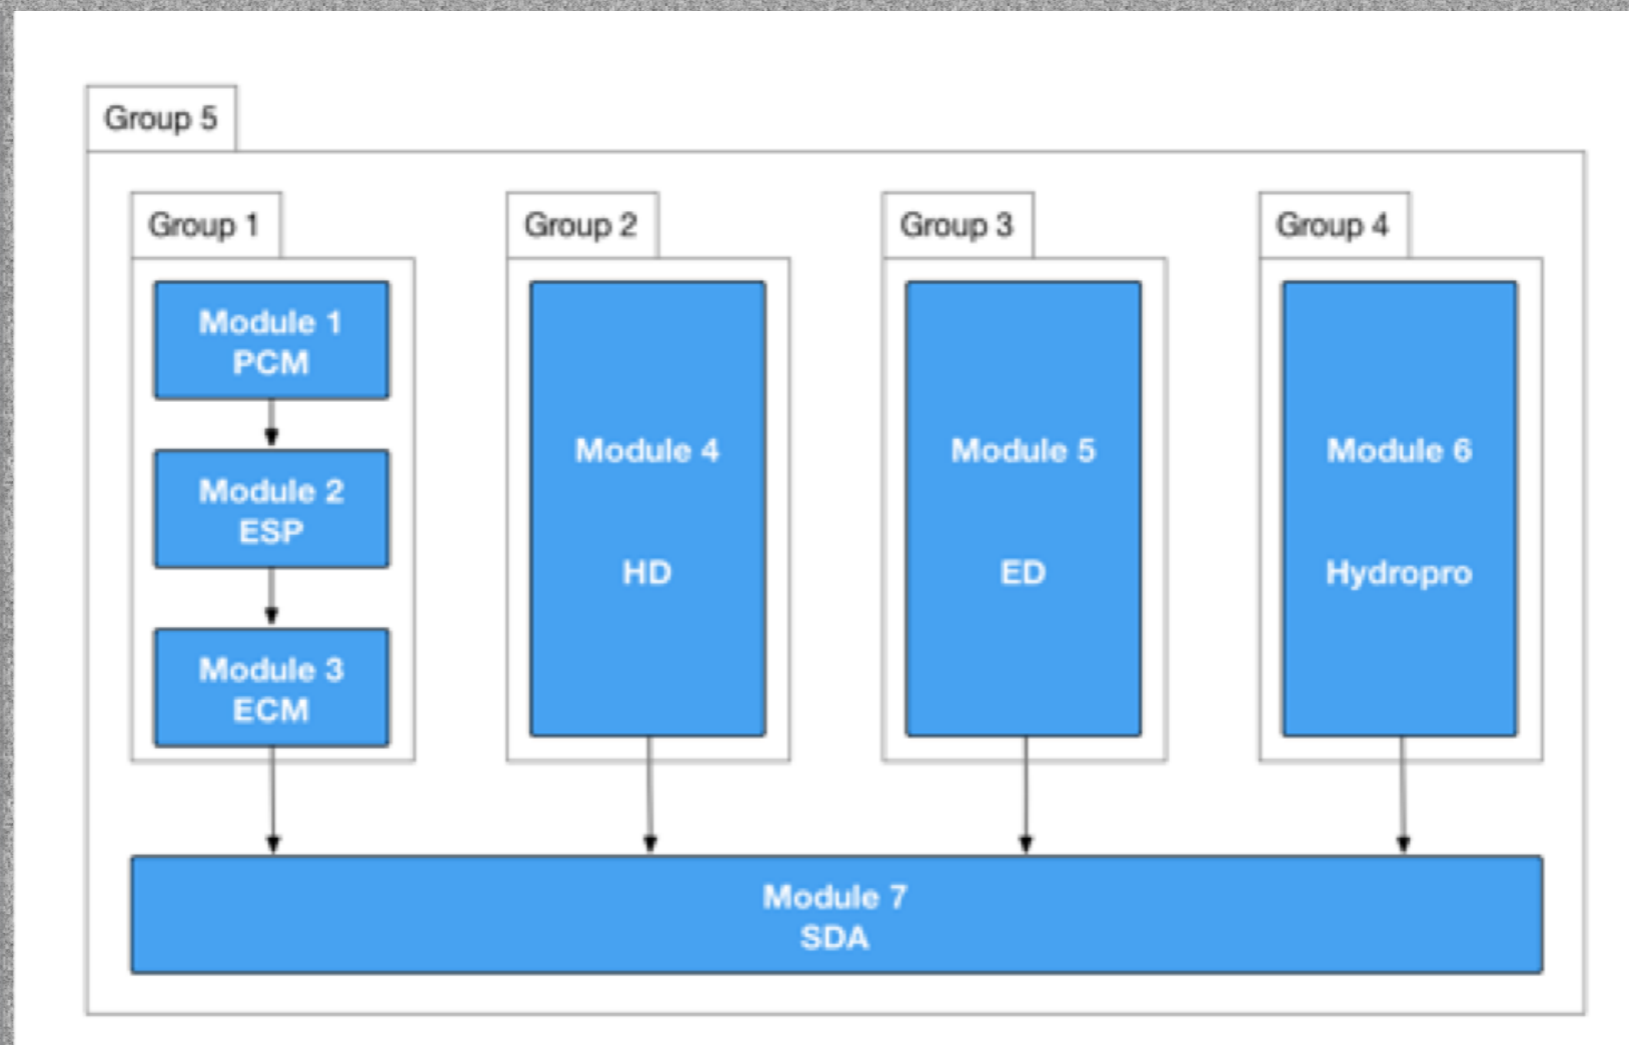 Group 5
Group 1
Group 2
Group 3
Group 4
Module 1
PCM
Module 2
ESP
Module 3
ECM
Module 4
HD
Module 5
ED
Module 6
Hydropro
Module 7
SDA